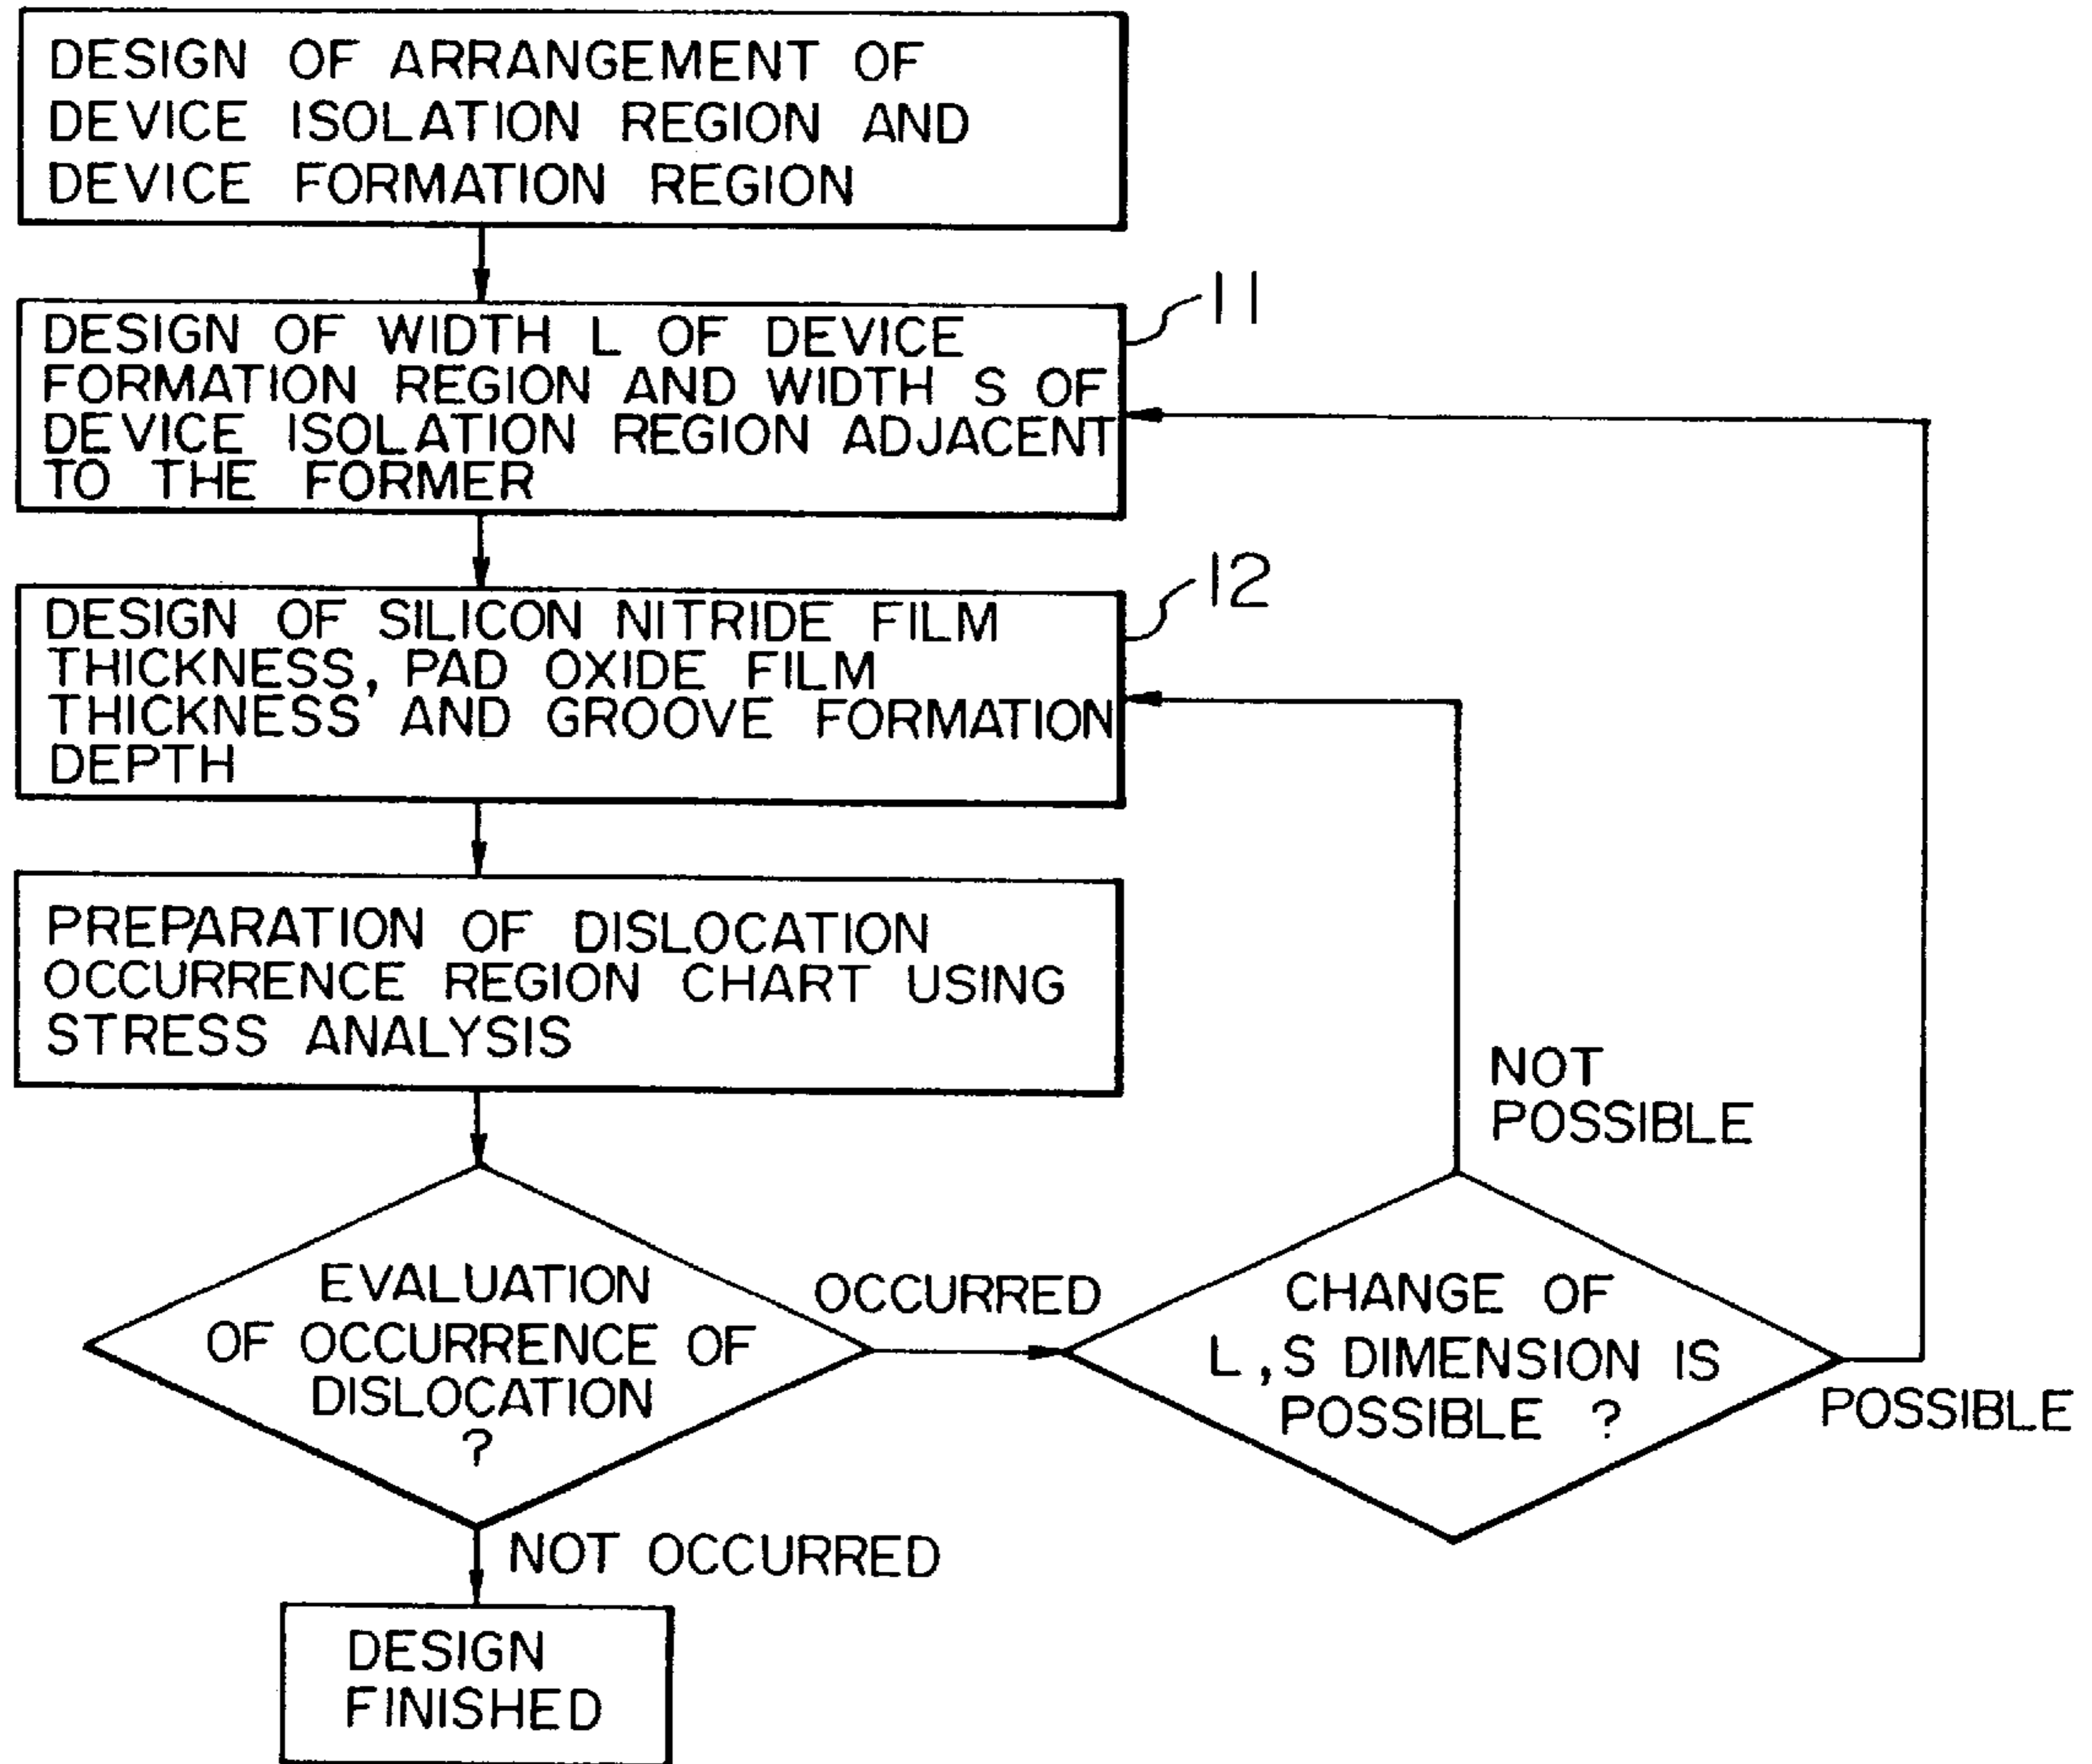 DESIGN OF ARRANGEMENT OF
DEVICE ISOLATION REGION AND
DEVICE FORMATION REGION
11
DESIGN OF WIDTH L OF DEVICE
FORMATION REGION AND WIDTH S OF
DEVICE ISOLATION REGION ADJACENT
TO THE FORMER
12
DESIGN OF SILICON NITRIDE FILM
THICKNESS, PAD OXIDE FILM
THICKNESS AND GROOVE FORMATION
DEPTH
PREPARATION OF DISLOCATION
OCCURRENCE REGION CHART USING
STRESS ANALYSIS
NOT
POSSIBLE
EVALUATION
OF OCCURRENCE OF
DISLOCATION
?
OCCURRED
CHANGE OF
L,S DIMENSION IS
POSSIBLE ?
POSSIBLE
NOT OCCURRED
DESIGN
FINISHED